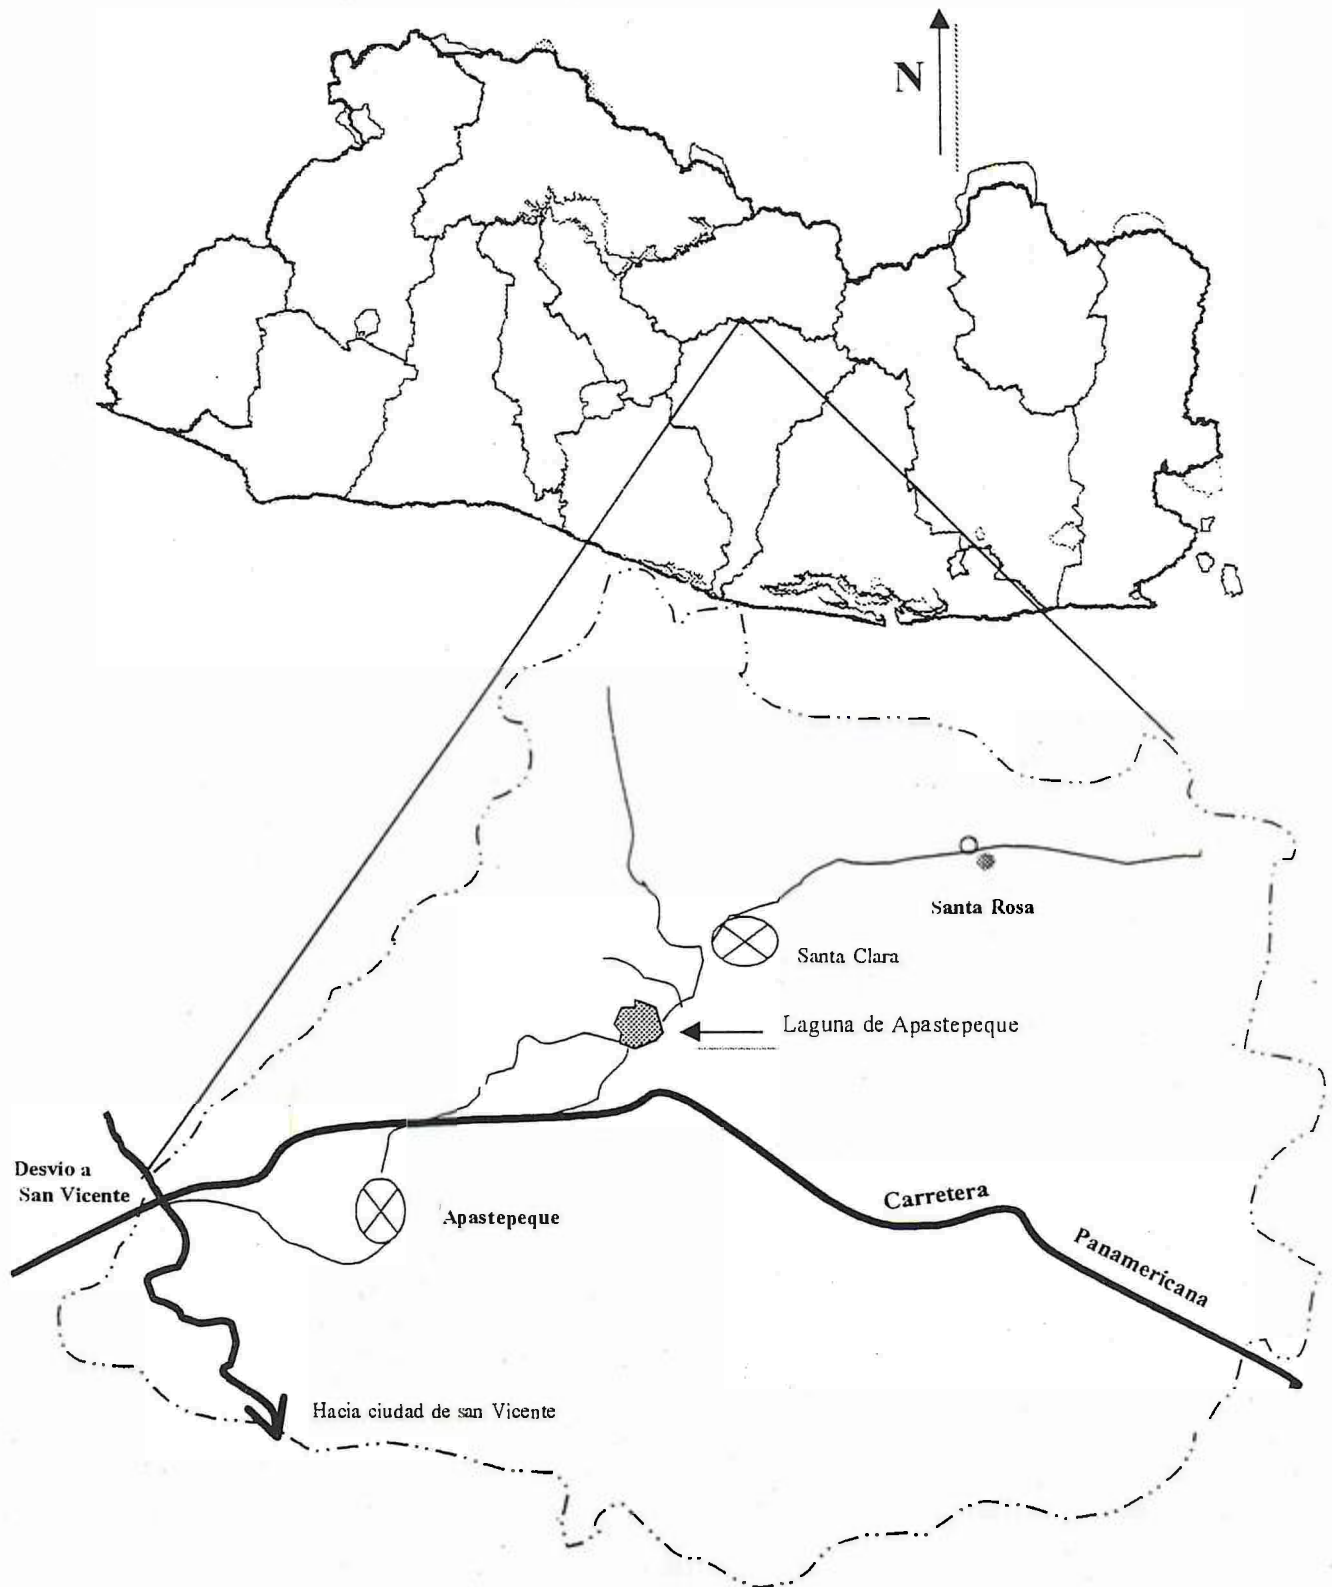 N
Santa Rosa
Santa Clara
Laguna de Apastepeque
Desvio a
San Vicente
Apastepeque
Carretera
Panamericana
Hacia ciudad de san Vicente